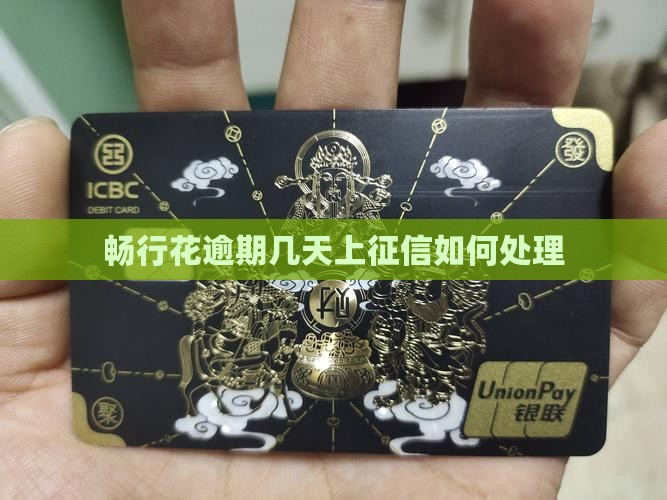 ICBC
DEBIT CARD
發
畅行花逾期几天上征信如何处理
财
聚
UnionPay
银联